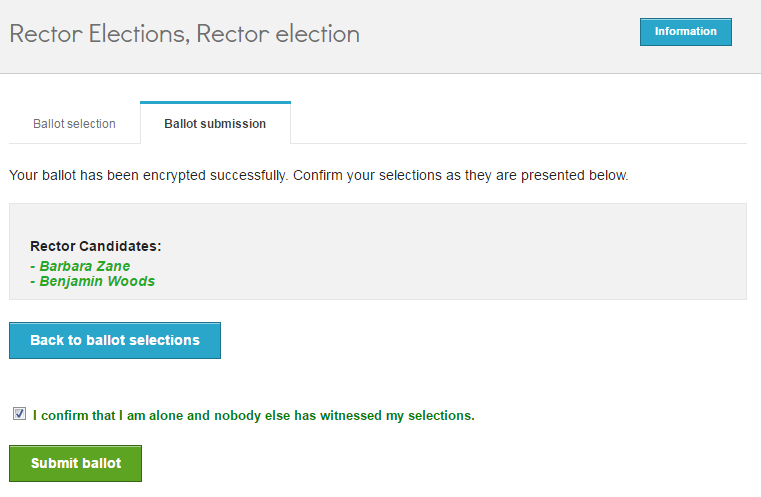 Rector Elections, Rector election
Information
Ballot selection
Ballot submission
Your ballot has been encrypted successfully. Confirm your selections as they are presented below.
Rector Candidates:
- Barbara Zane
- Benjamin Woods
Back to ballot selections
I confirm that I am alone and nobody else has witnessed my selections.
Submit ballot